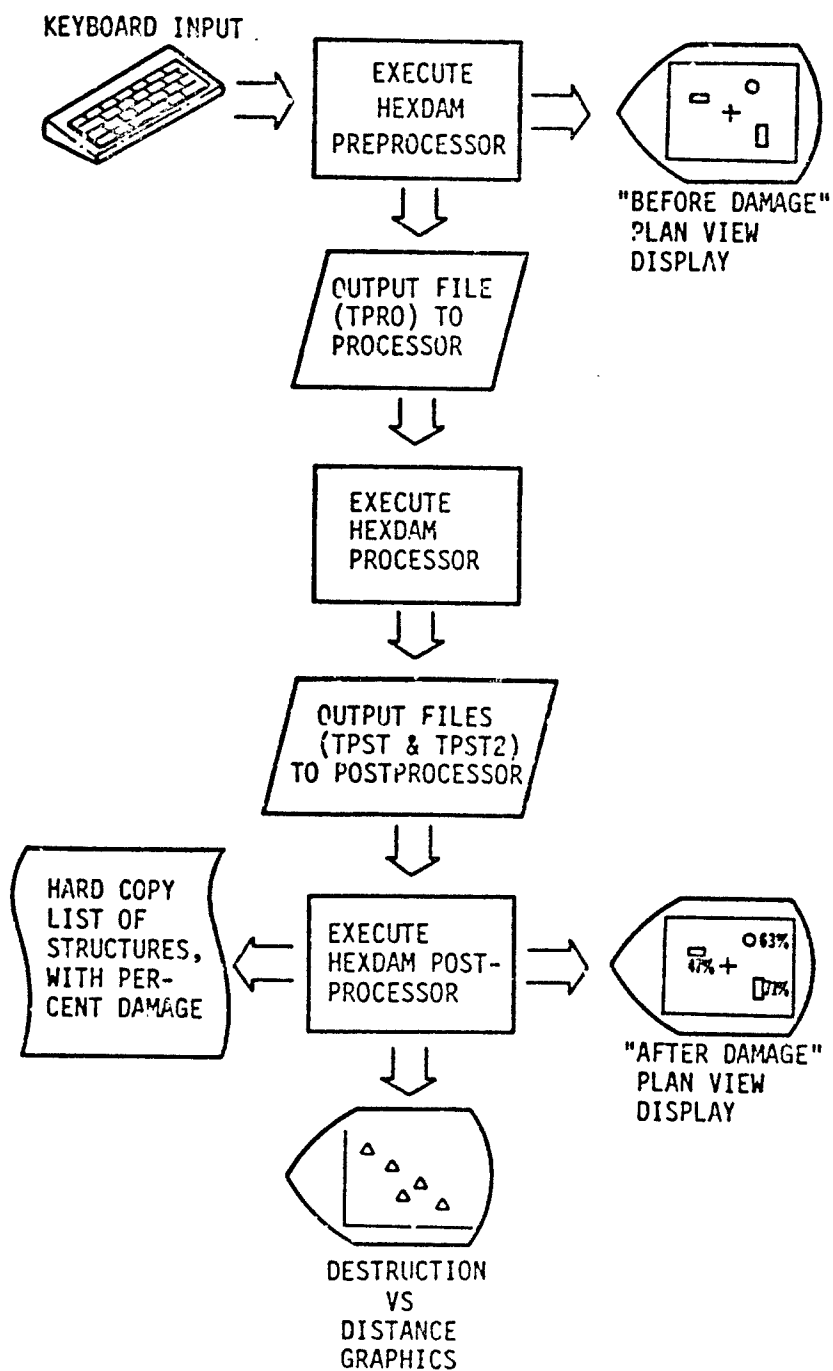 KEYBOARD INPUT
EXECUTE
HEXDAM
PREPROCESSOR
"BEFORE DAMAGE"
PLAN VIEW
DISPLAY
OUTPUT FILE
(TPRO) TO
PROCESSOR
EXECUTE
HEXDAM
PROCESSOR
OUTPUT FILES
(TPST & TPST2)
TO POSTPROCESSOR
HARD COPY
LIST OF
STRUCTURES,
WITH PER-
CENT DAMAGE
EXECUTE
HEXDAM POST-
PROCESSOR
63%
47%
71%
"AFTER DAMAGE"
PLAN VIEW
DISPLAY
DESTRUCTION
VS
DISTANCE
GRAPHICS